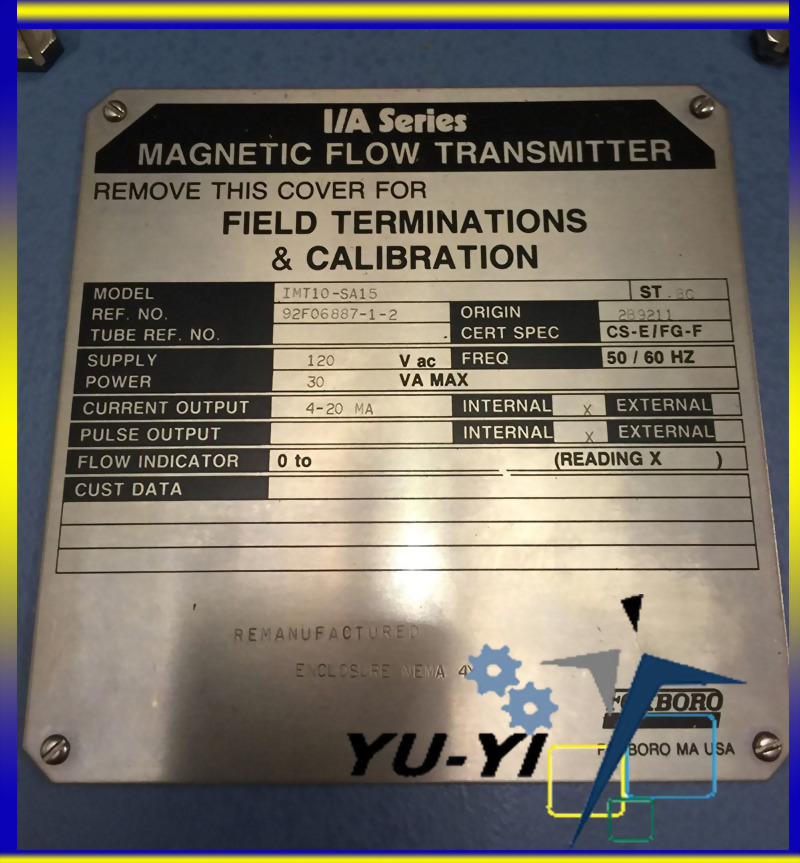 I/A Series
MAGNETIC FLOW TRANSMITTER
REMOVE THIS COVER FOR
FIELD TERMINATIONS
& CALIBRATION
MODEL IMT10-SA15 ST.
REF. NO. 92F06887-1-2 ORIGIN 2B9211
TUBE REF. NO. CERT SPEC CS-E/FG-F
SUPPLY 120 V ac FREQ 50 / 60 HZ
POWER 30 VA MAX
CURRENT OUTPUT 4-20 MA INTERNAL X EXTERNAL
PULSE OUTPUT INTERNAL X EXTERNAL
FLOW INDICATOR 0 to (READING X )
CUST DATA
REMANUFACTURED
ENCLOSURE NEMA 4X
FOXBORO
YU-YI
FOXBORO MA USA